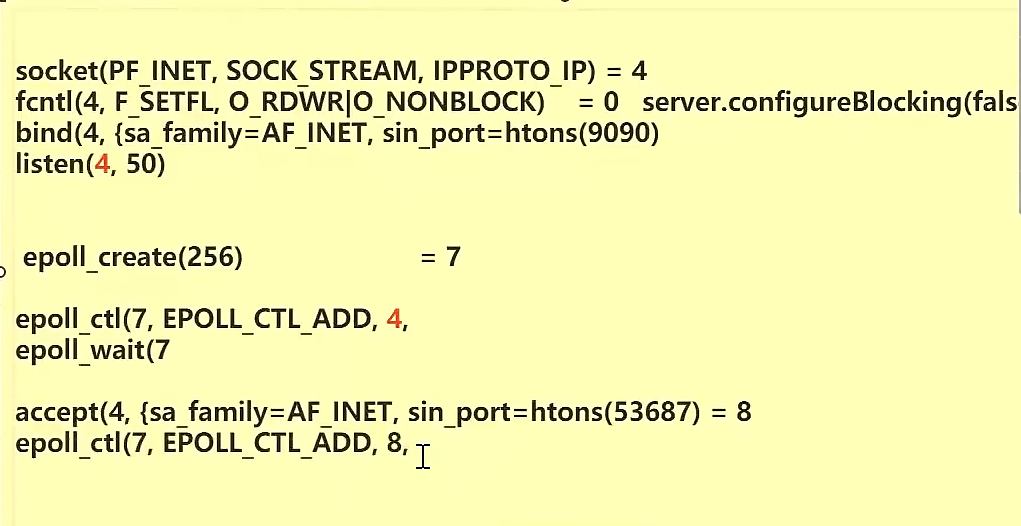 socket(PF_INET, SOCK_STREAM, IPPROTO_IP) = 4
fcntl(4, F_SETFL, O_RDWR|O_NONBLOCK) = 0 server.configureBlocking(fals
bind(4, {sa_family=AF_INET, sin_port=htons(9090)
listen(4, 50)
epoll_create(256) = 7
epoll_ctl(7, EPOLL_CTL_ADD, 4,
epoll_wait(7
accept(4, {sa_family=AF_INET, sin_port=htons(53687) = 8
epoll_ctl(7, EPOLL_CTL_ADD, 8,